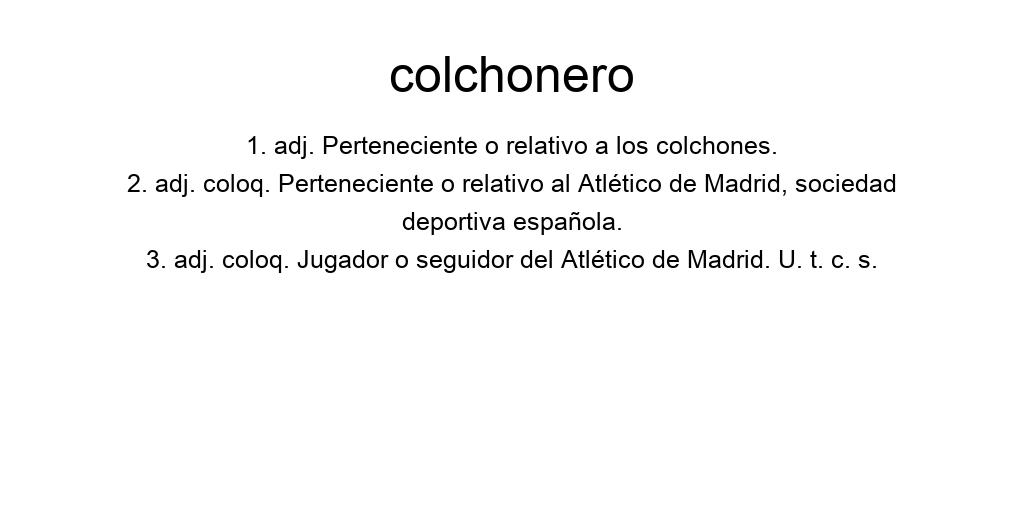 colchonero
1. adj. Perteneciente o relativo a los colchones.
2. adj. coloq. Perteneciente o relativo al Atlético de Madrid, sociedad
deportiva española.
3. adj. coloq. Jugador o seguidor del Atlético de Madrid. U. t. c. s.